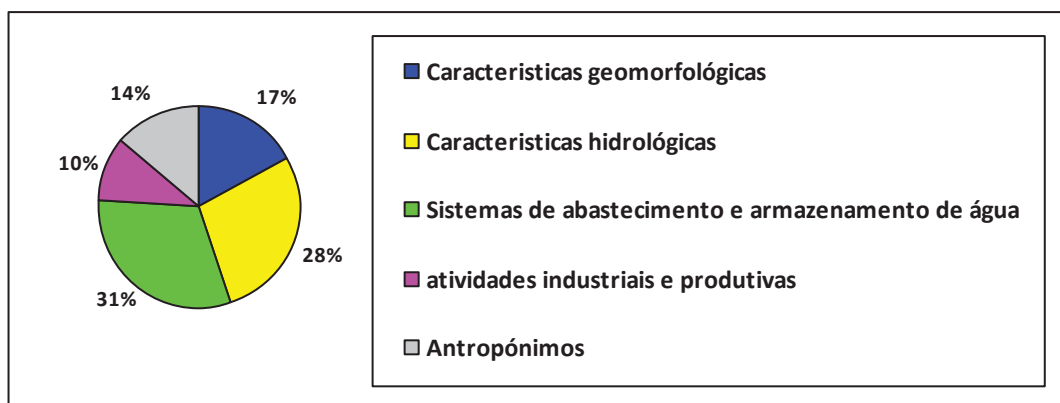 14%
17%
10%
28%
31%
Caracteristicas geomorfológicas
Caracteristicas hidrológicas
Sistemas de abastecimento e armazenamento de água
atividades industriais e produtivas
Antropónimos